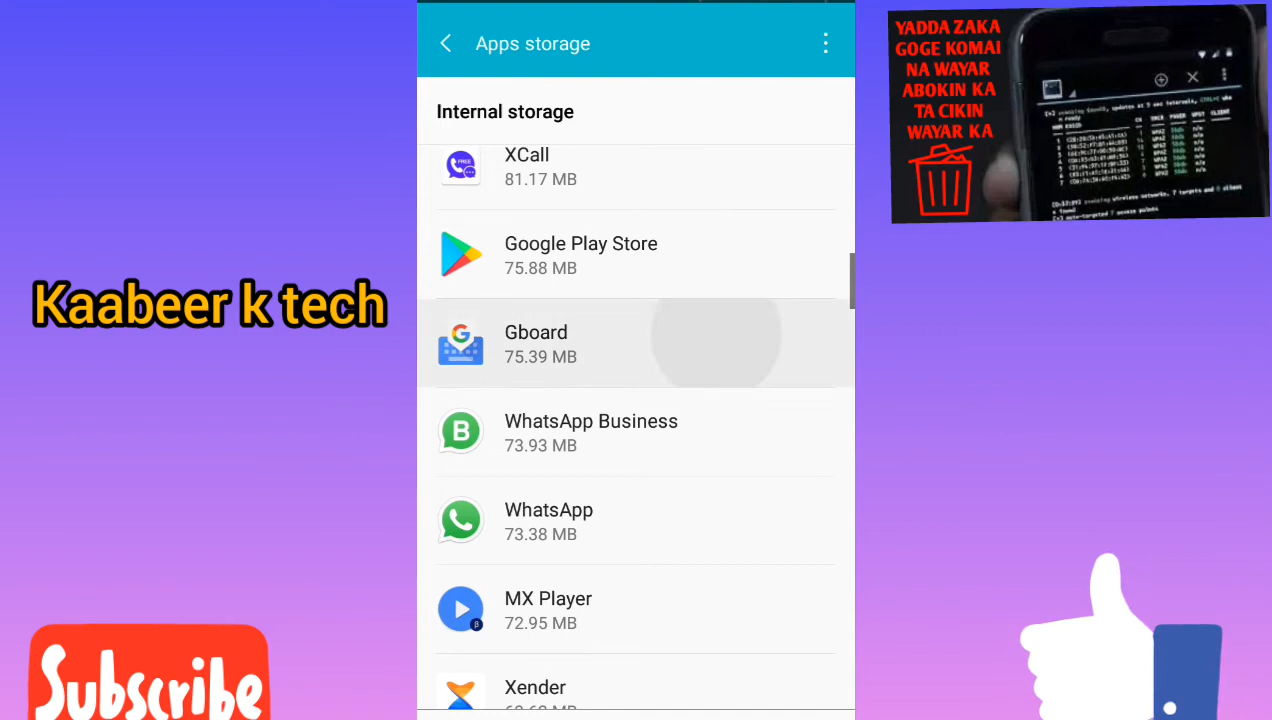 Apps storage
Internal storage
XCall
81.17 MB
FREE
Google Play Store
75.88 MB
Gboard
75.39 MB
G
WhatsApp Business
73.93 MB
B
WhatsApp
73.38 MB
MX Player
72.95 MB
β
Xender
Kaabeer k tech
Subscribe
YADDA ZAKA
GOGE KOMAI
NA WAYAR
ABOKIN KA
TA CIKIN
WAYAR KA